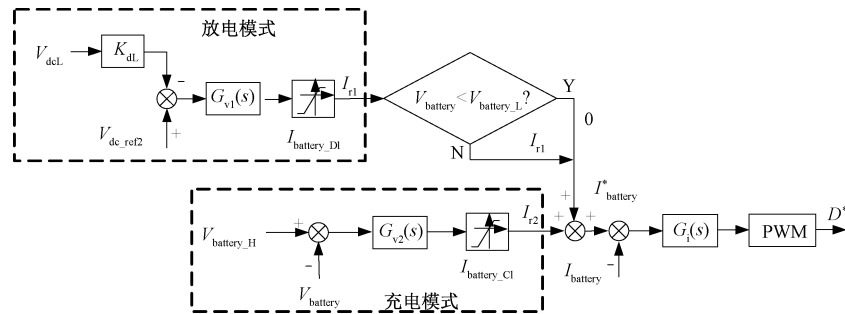 放电模式
V_dcL
K_dL
−
G_v1(s)
I_r1
V_battery<V_battery_L?
Y
0
V_dc_ref2
+
I_battery_Dl
N
I_r1
+
I*_battery
V_battery_H
+
G_v2(s)
I_r2
+
+
G_i(s)
PWM
D*
−
V_battery
I_battery_Cl
I_battery
−
充电模式